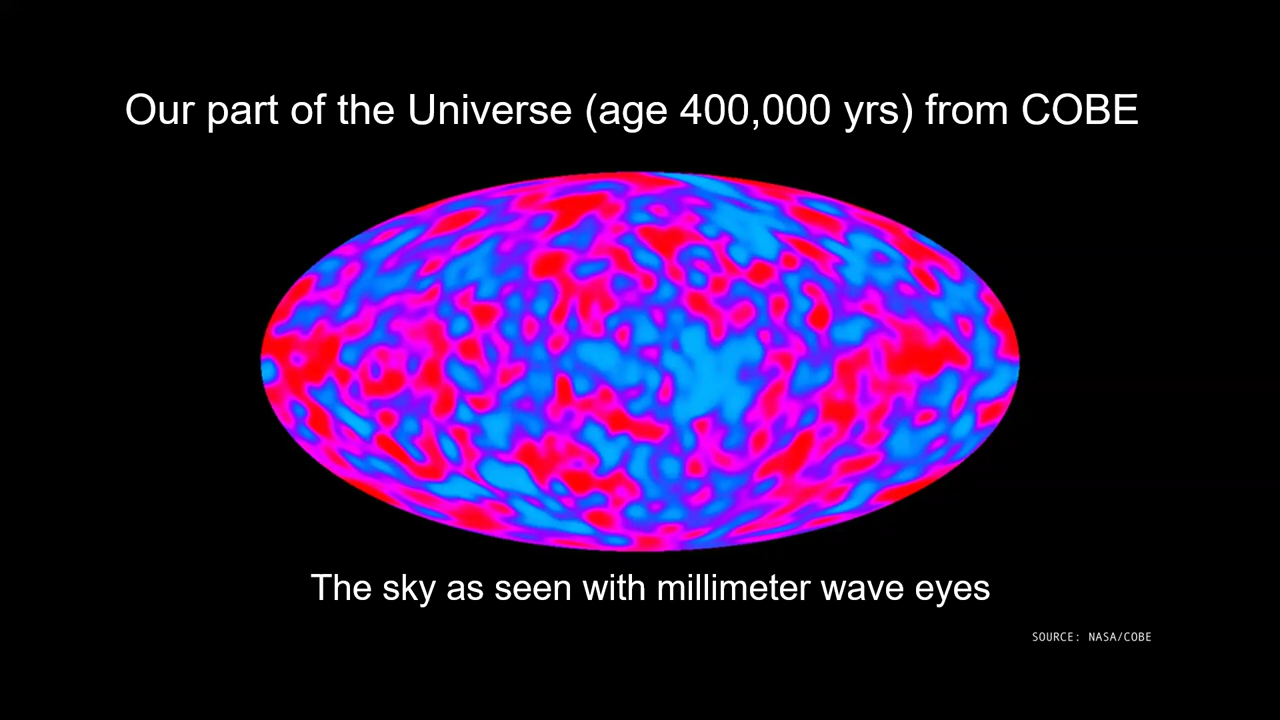 Our part of the Universe (age 400,000 yrs) from COBE
The sky as seen with millimeter wave eyes
SOURCE: NASA/COBE